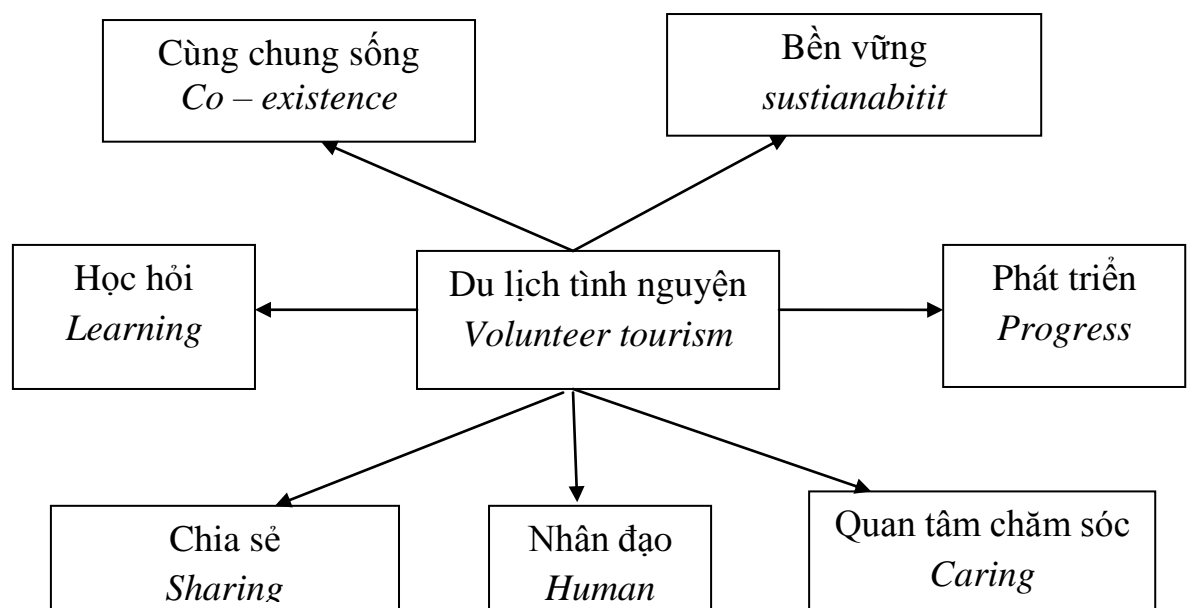 Cùng chung sống
Co – existence
Bền vững
sustianabitit
Học hỏi
Learning
Du lịch tình nguyện
Volunteer tourism
Phát triển
Progress
Chia sẻ
Sharing
Nhân đạo
Human
Quan tâm chăm sóc
Caring